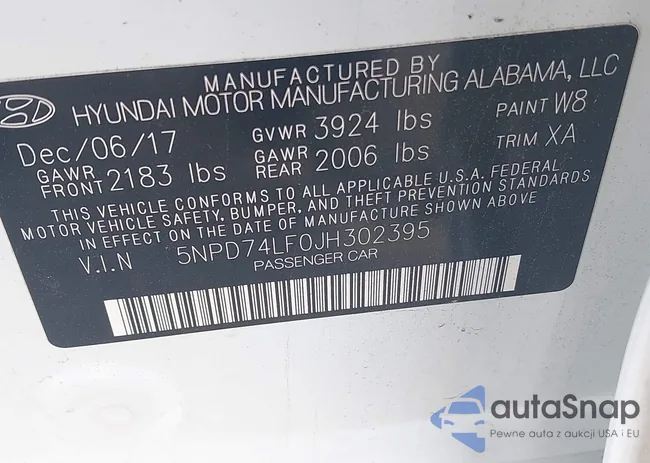 MANUFACTURED BY
HYUNDAI MOTOR MANUFACTURING ALABAMA, LLC
Dec/06/17 GVWR 3924 lbs PAINT W8
GAWR FRONT 2183 lbs GAWR REAR 2006 lbs TRIM XA
THIS VEHICLE CONFORMS TO ALL APPLICABLE U.S.A. FEDERAL
MOTOR VEHICLE SAFETY, BUMPER, AND THEFT PREVENTION STANDARDS
IN EFFECT ON THE DATE OF MANUFACTURE SHOWN ABOVE
V.I.N 5NPD74LF0JH302395
PASSENGER CAR
autaSnap
Pewne auta z aukcji USA i EU